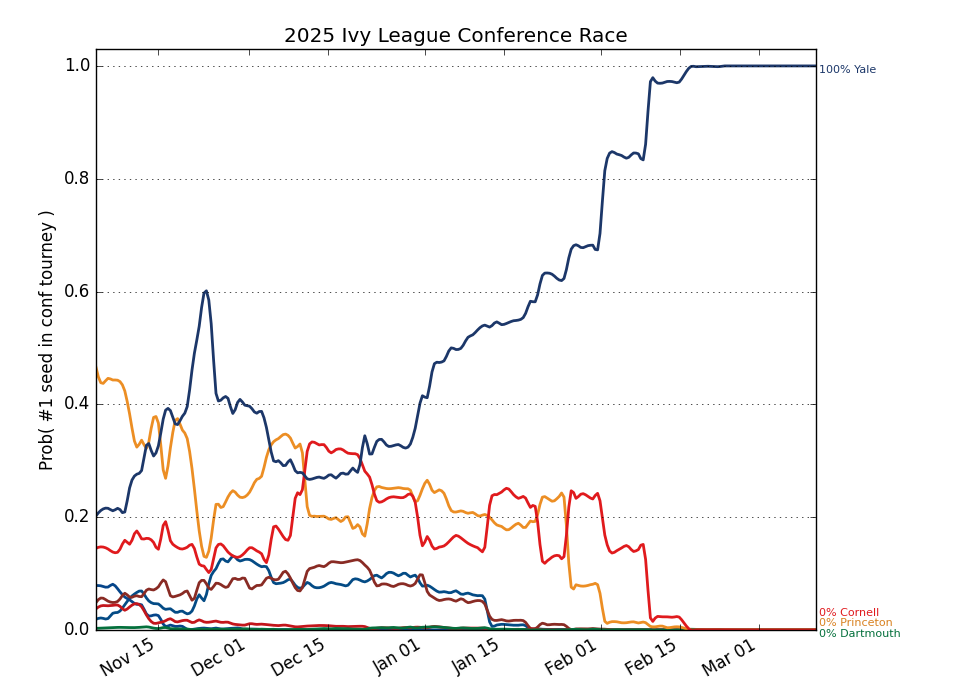 2025 Ivy League Conference Race
Prob( #1 seed in conf tourney )
1.0
0.8
0.6
0.4
0.2
0.0
Nov 15
Dec 01
Dec 15
Jan 01
Jan 15
Feb 01
Feb 15
Mar 01
100% Yale
0% Cornell
0% Princeton
0% Dartmouth